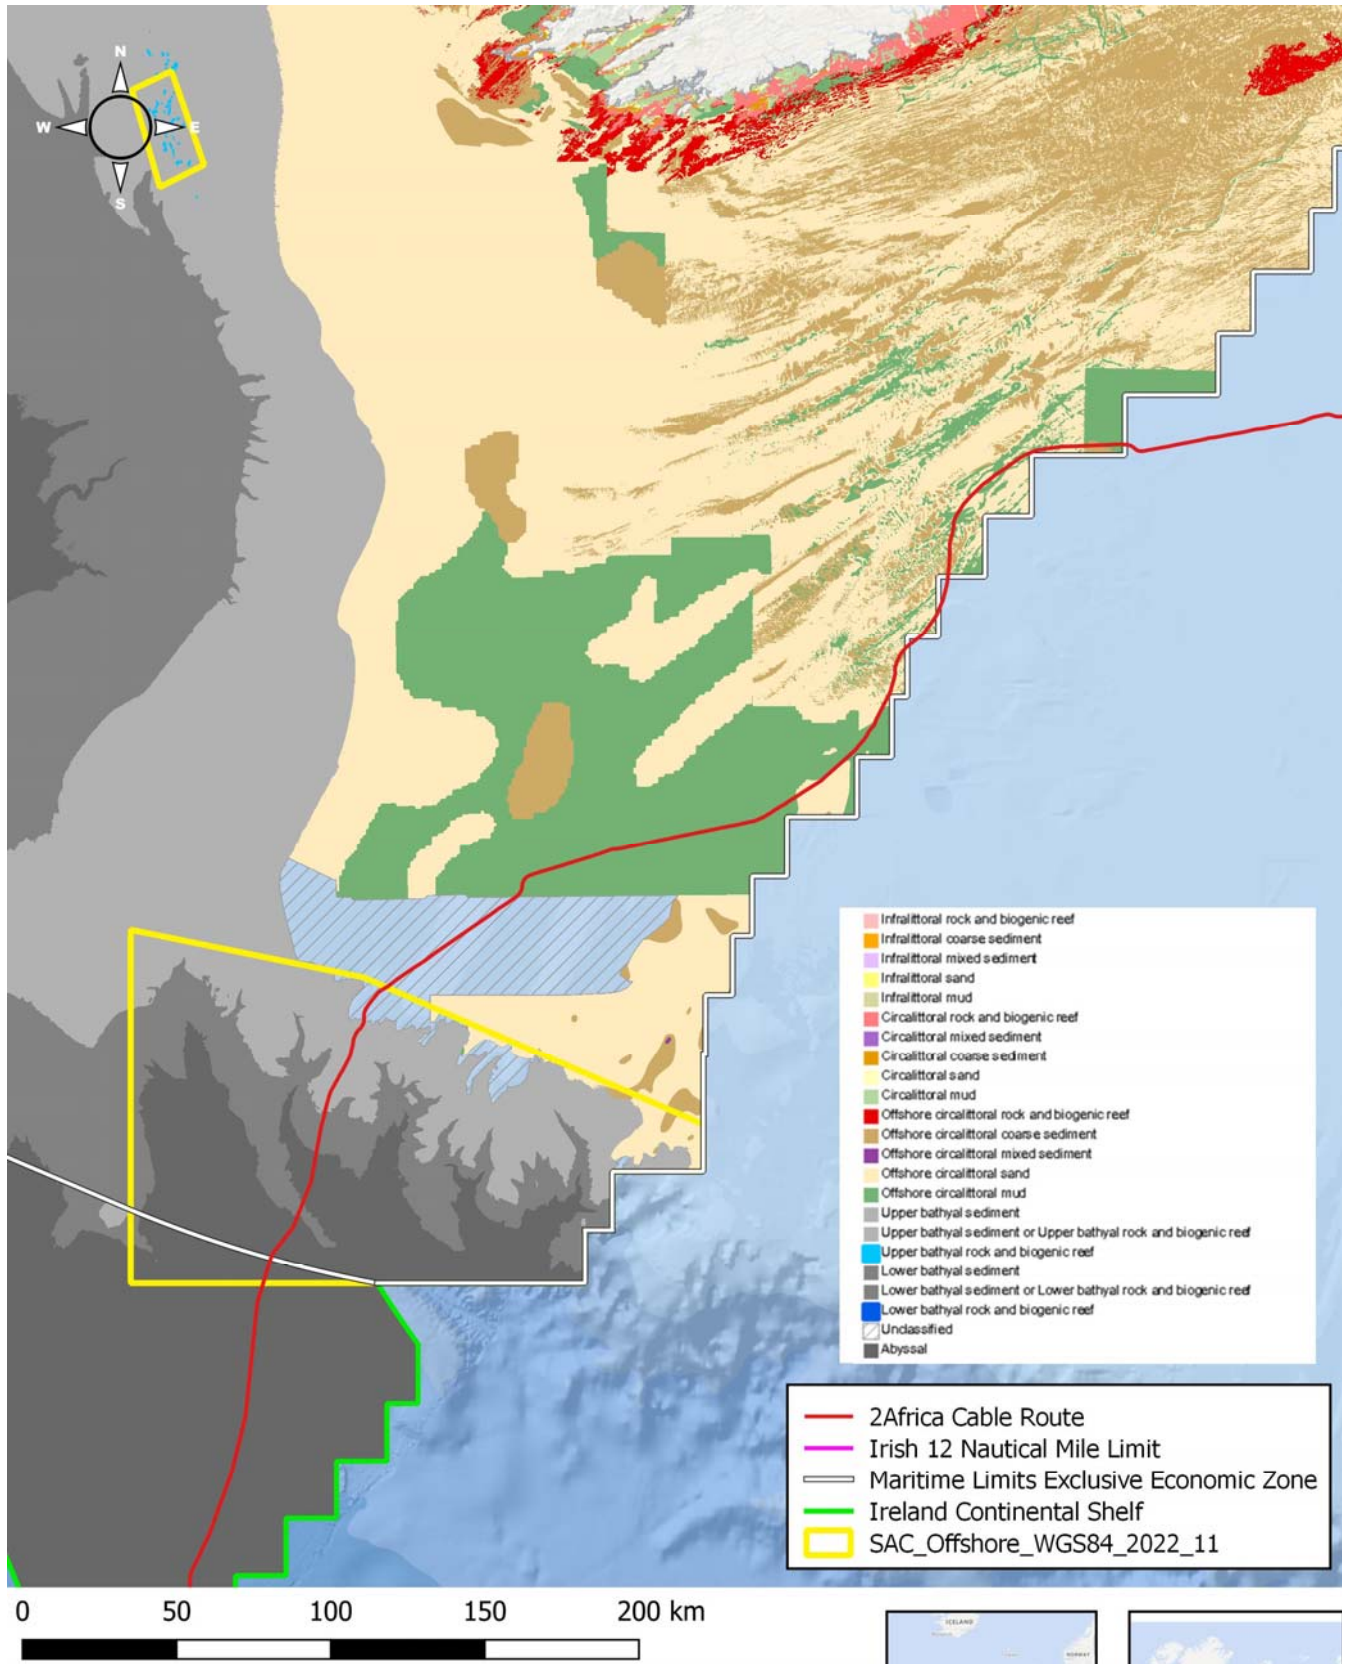 N
W E
S
Infralittoral rock and biogenic reef
Infralittoral coarse sediment
Infralittoral mixed sediment
Infralittoral sand
Infralittoral mud
Circalittoral rock and biogenic reef
Circalittoral mixed sediment
Circalittoral coarse sediment
Circalittoral sand
Circalittoral mud
Offshore circalittoral rock and biogenic reef
Offshore circalittoral coarse sediment
Offshore circalittoral mixed sediment
Offshore circalittoral sand
Offshore circalittoral mud
Upper bathyal sediment
Upper bathyal sediment or Upper bathyal rock and biogenic reef
Upper bathyal rock and biogenic reef
Lower bathyal sediment
Lower bathyal sediment or Lower bathyal rock and biogenic reef
Lower bathyal rock and biogenic reef
Unclassified
Abyssal
2Africa Cable Route
Irish 12 Nautical Mile Limit
Maritime Limits Exclusive Economic Zone
Ireland Continental Shelf
SAC_Offshore_WGS84_2022_11
0 50 100 150 200 km
ICELAND
NORWAY